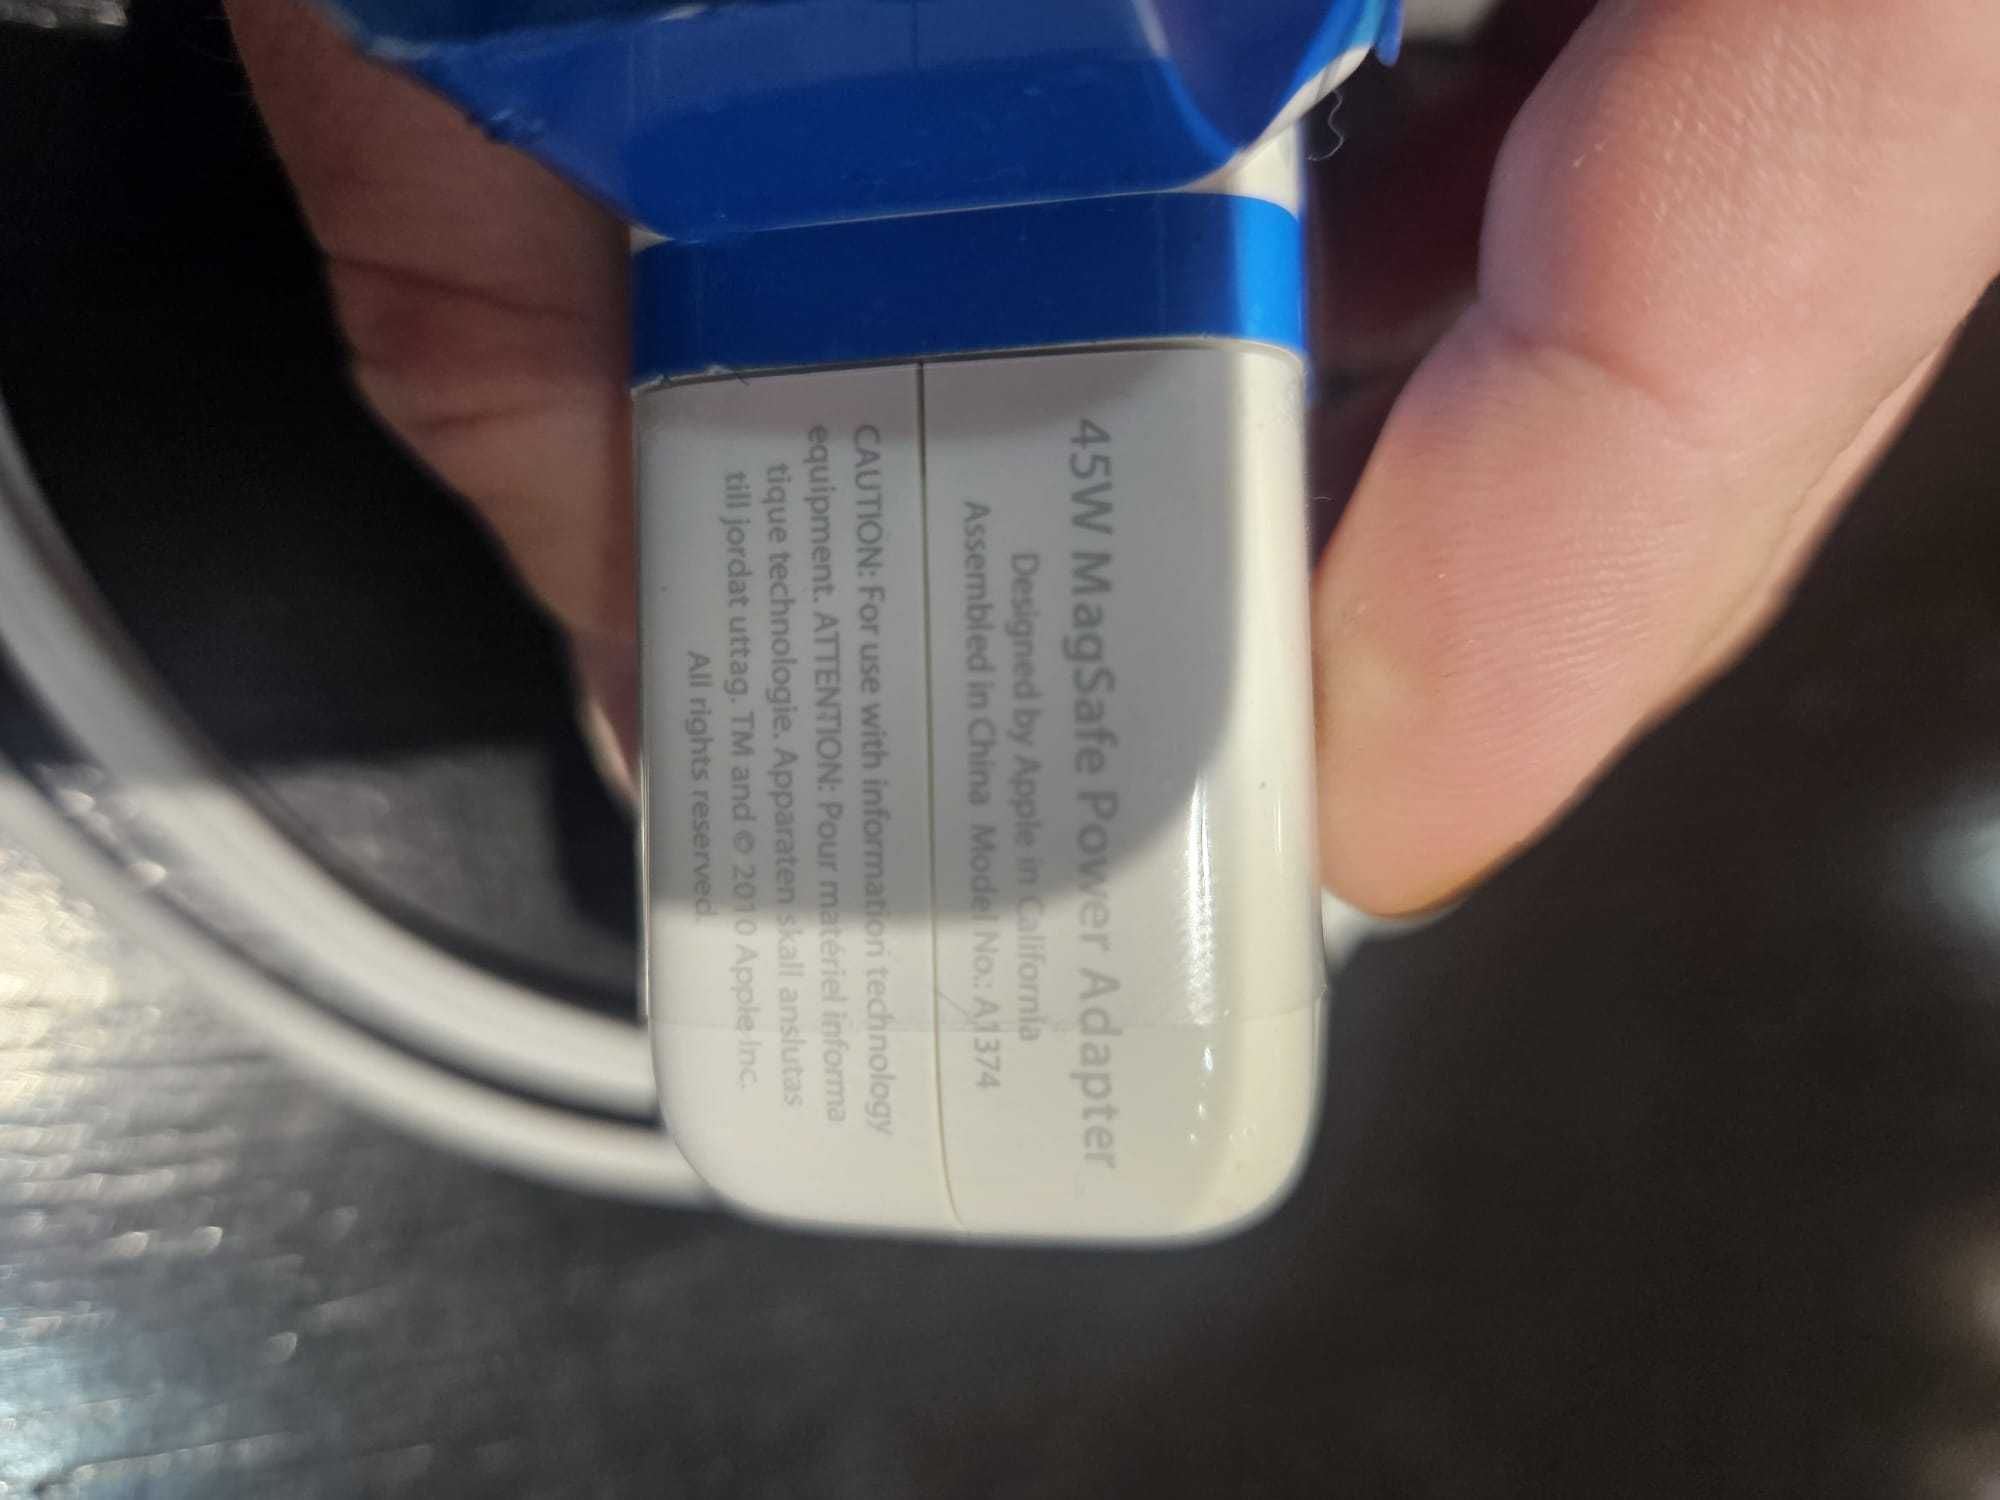 45W MagSafe Power Adapter
Designed by Apple in California
Assembled in China Model No.: A1374
CAUTION: For use with information technology
equipment. ATTENTION: Pour matériel informa
tique technologie. Apparaten skall anslutas
till jordat uttag. TM and © 2010 Apple Inc.
All rights reserved.